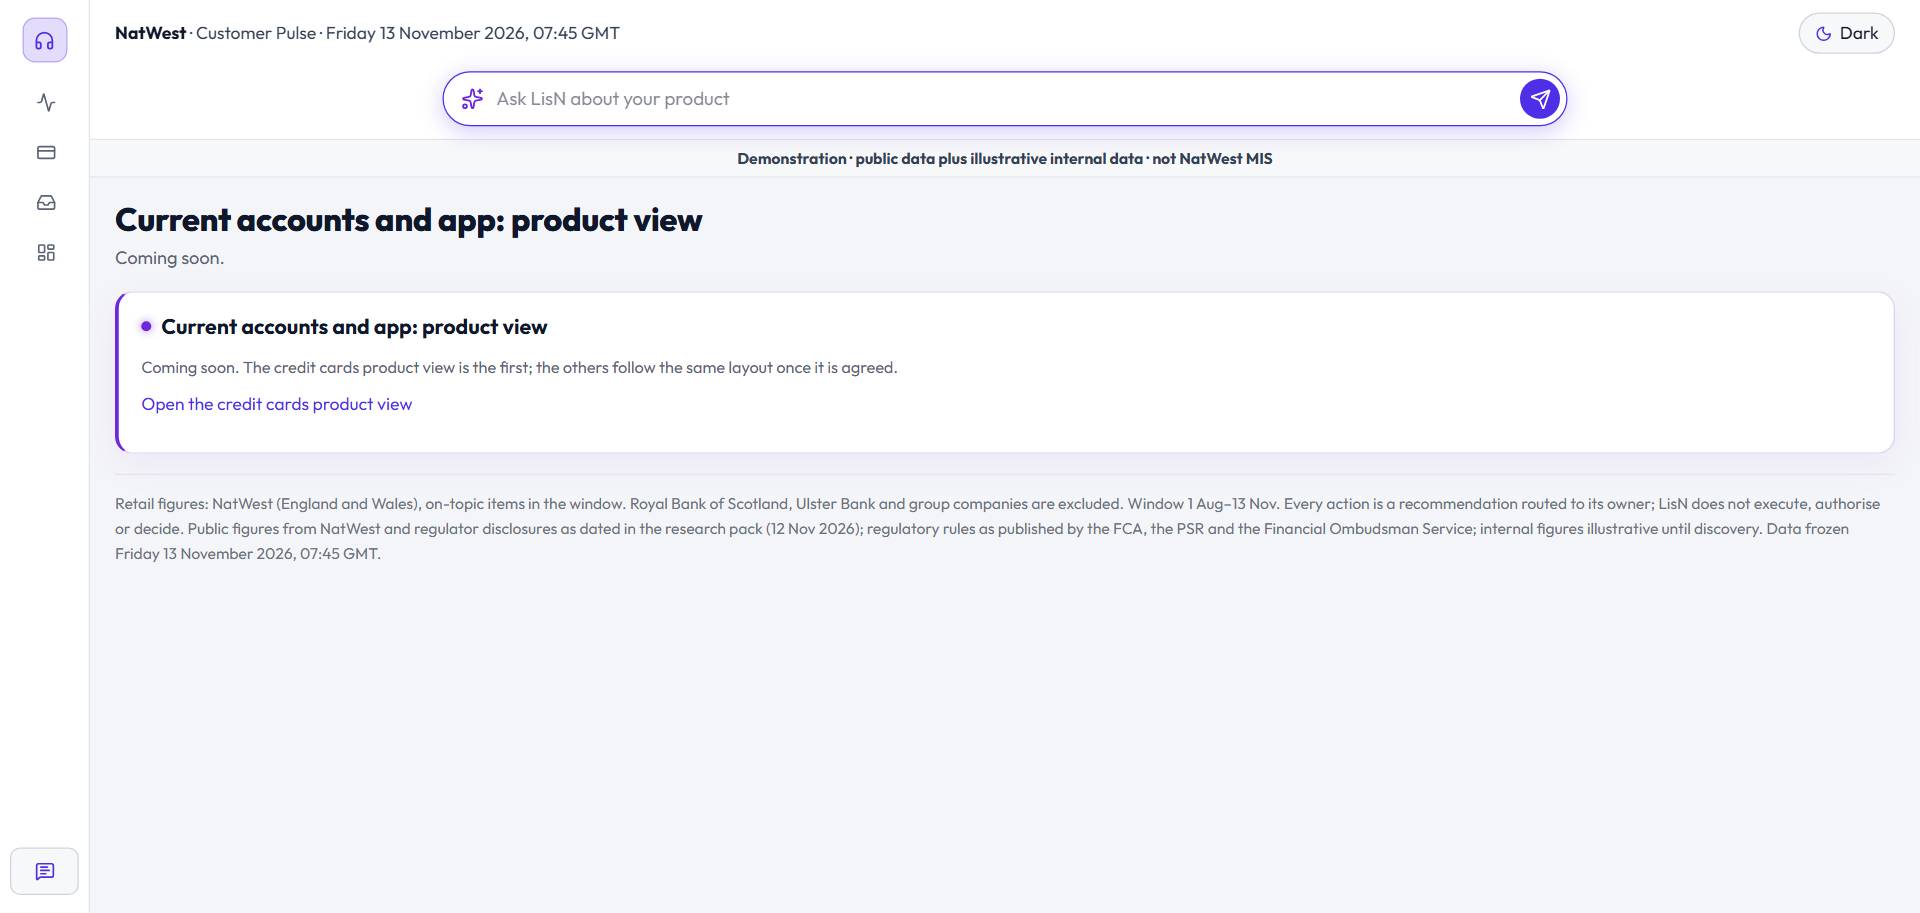 NatWest · Customer Pulse · Friday 13 November 2026, 07:45 GMT
Dark
Ask LisN about your product
Demonstration · public data plus illustrative internal data · not NatWest MIS
Current accounts and app: product view
Coming soon.
Current accounts and app: product view
Coming soon. The credit cards product view is the first; the others follow the same layout once it is agreed.
Open the credit cards product view
Retail figures: NatWest (England and Wales), on-topic items in the window. Royal Bank of Scotland, Ulster Bank and group companies are excluded. Window 1 Aug–13 Nov. Every action is a recommendation routed to its owner; LisN does not execute, authorise
or decide. Public figures from NatWest and regulator disclosures as dated in the research pack (12 Nov 2026); regulatory rules as published by the FCA, the PSR and the Financial Ombudsman Service; internal figures illustrative until discovery. Data frozen
Friday 13 November 2026, 07:45 GMT.